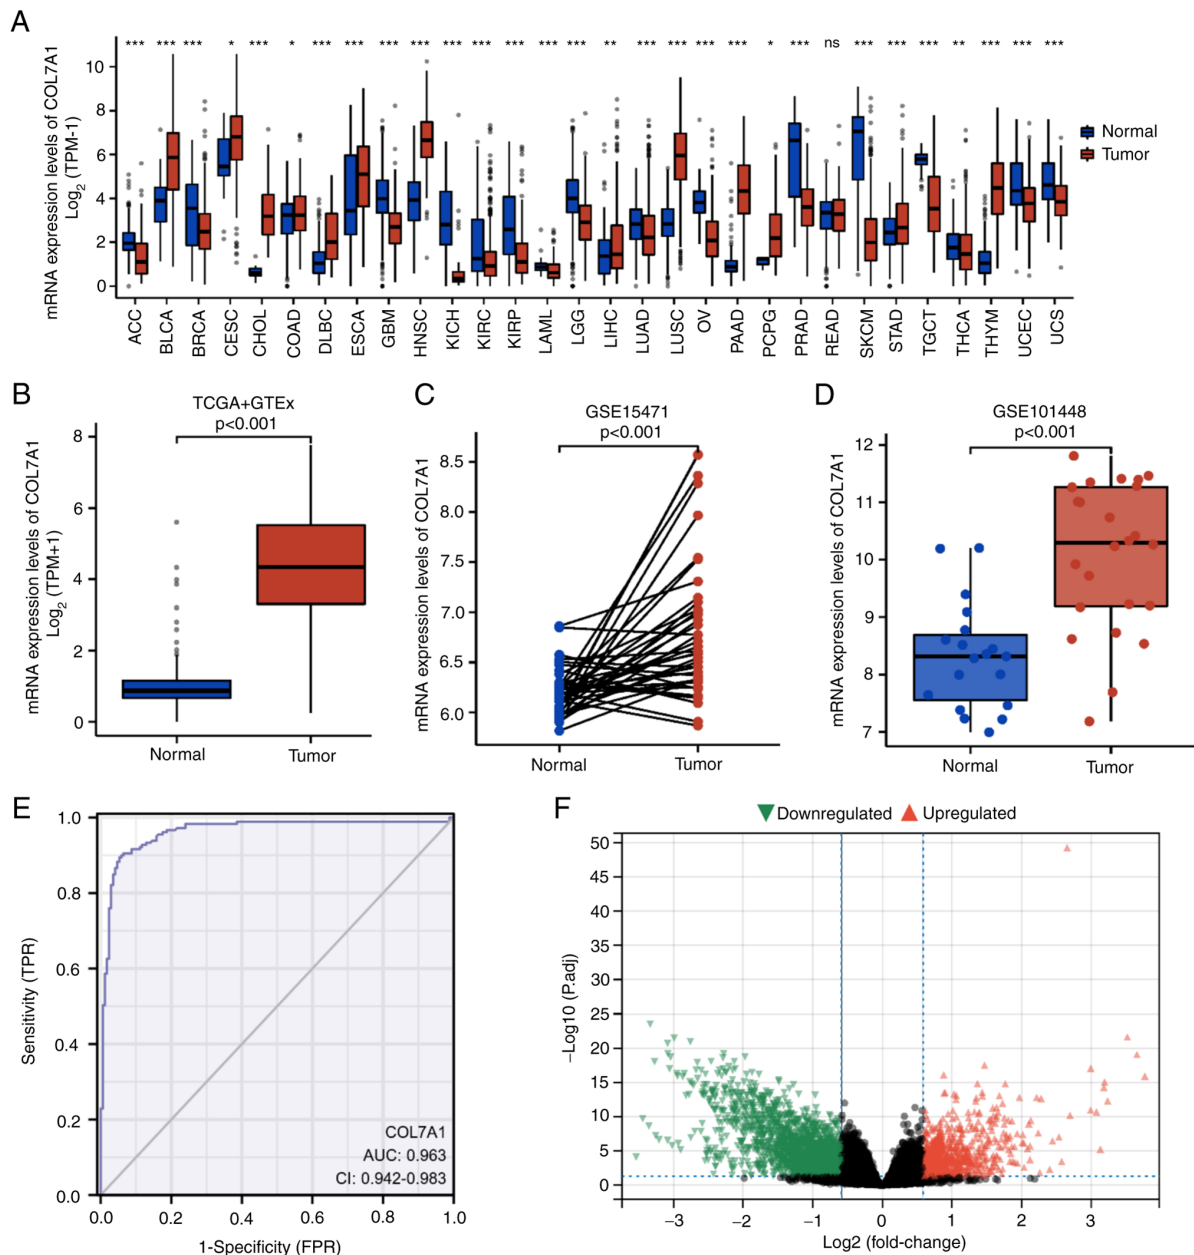 A
mRNA expression levels of COL7A1
Log2 (TPM-1)
*** *** *** * *** * *** *** *** *** *** *** *** *** *** ** *** *** *** *** * *** ns *** *** *** ** *** *** ***
10
8
6
4
2
0
Normal
Tumor
ACC BLCA BRCA CESC CHOL COAD DLBC ESCA GBM HNSC KICH KIRC KIRP LAML LGG LIHC LUAD LUSC OV PAAD PCPG PRAD READ SKCM STAD TGCT THCA THYM UCEC UCS
B
TCGA+GTEx
p<0.001
mRNA expression levels of COL7A1
Log2 (TPM+1)
8
6
4
2
0
Normal Tumor
C
GSE15471
p<0.001
mRNA expression levels of COL7A1
8.5
8.0
7.5
7.0
6.5
6.0
Normal Tumor
D
GSE101448
p<0.001
mRNA expression levels of COL7A1
12
11
10
9
8
7
Normal Tumor
E
Sensitivity (TPR)
1.0
0.8
0.6
0.4
0.2
0.0
COL7A1
AUC: 0.963
CI: 0.942-0.983
0.0 0.2 0.4 0.6 0.8 1.0
1-Specificity (FPR)
F
Downregulated Upregulated
−Log10 (P.adj)
50
45
40
35
30
25
20
15
10
5
0
−3 −2 −1 0 1 2 3
Log2 (fold-change)